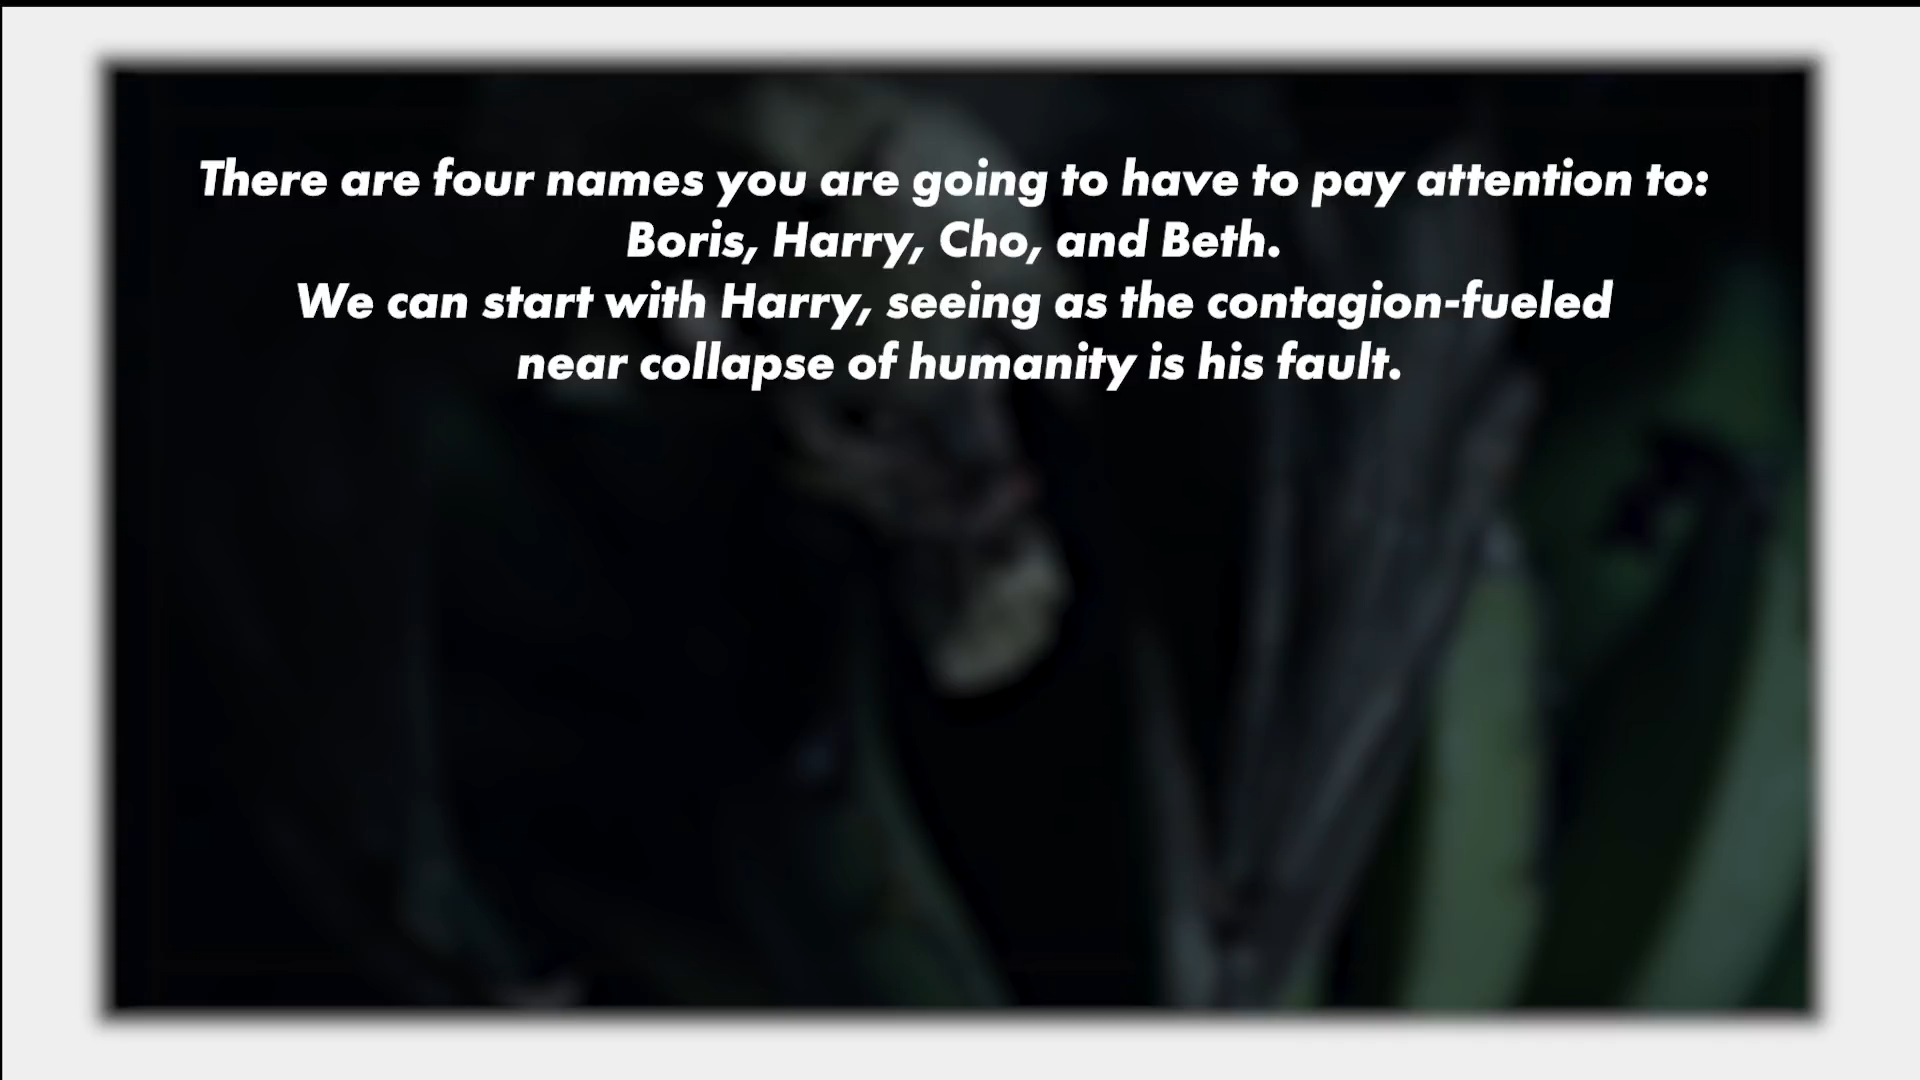 There are four names you are going to have to pay attention to:
Boris, Harry, Cho, and Beth.
We can start with Harry, seeing as the contagion-fueled
near collapse of humanity is his fault.